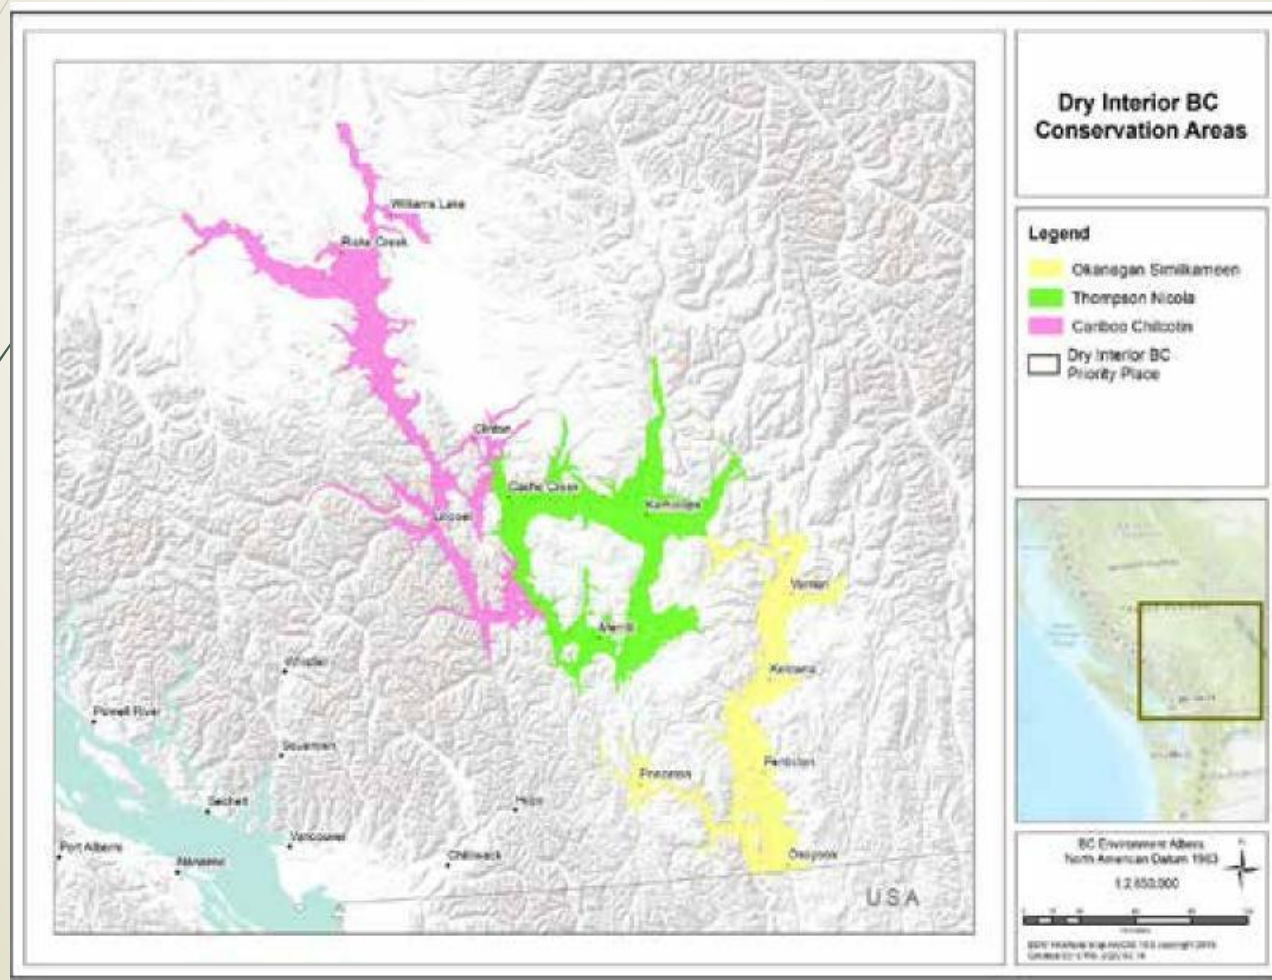 Dry Interior BC
Conservation Areas
Legend
Okanagan Similkameen
Thompson Nicola
Cariboo Chilcotin
Dry Interior BC
Priority Place
Williams Lake
Riske Creek
Clinton
Cache Creek
Kamloops
Lillooet
Vernon
Merritt
Whistler
Kelowna
Powell River
Squamish
Penticton
Princeton
Sechelt
Hope
Vancouver
Port Alberni
Nanaimo
Chilliwack
Osoyoos
USA
BC Environment Albers
North American Datum 1983
1:2,650,000